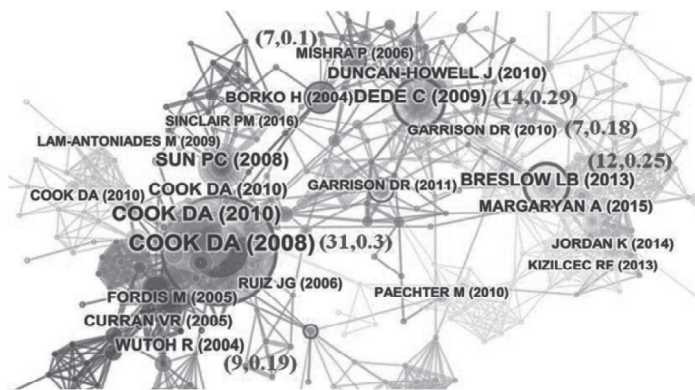 (7,0.1)
MISHRA P (2006)
DUNCAN-HOWELL J (2010)
BORKO H (2004)
DEDE C (2009) (14,0.29)
SINCLAIR PM (2016)
GARRISON DR (2010) (7,0.18)
LAM-ANTONIADES M (2009)
SUN PC (2008)
(12,0.25)
COOK DA (2010)
COOK DA (2010)
GARRISON DR (2011)
BRESLOW LB (2013)
COOK DA (2010)
MARGARYAN A (2015)
COOK DA (2008) (31,0.3)
JORDAN K (2014)
KIZILCEC RF (2013)
RUIZ JG (2006)
PAECHTER M (2010)
FORDIS M (2005)
CURRAN VR (2005)
WUTOH R (2004)
(9,0.19)